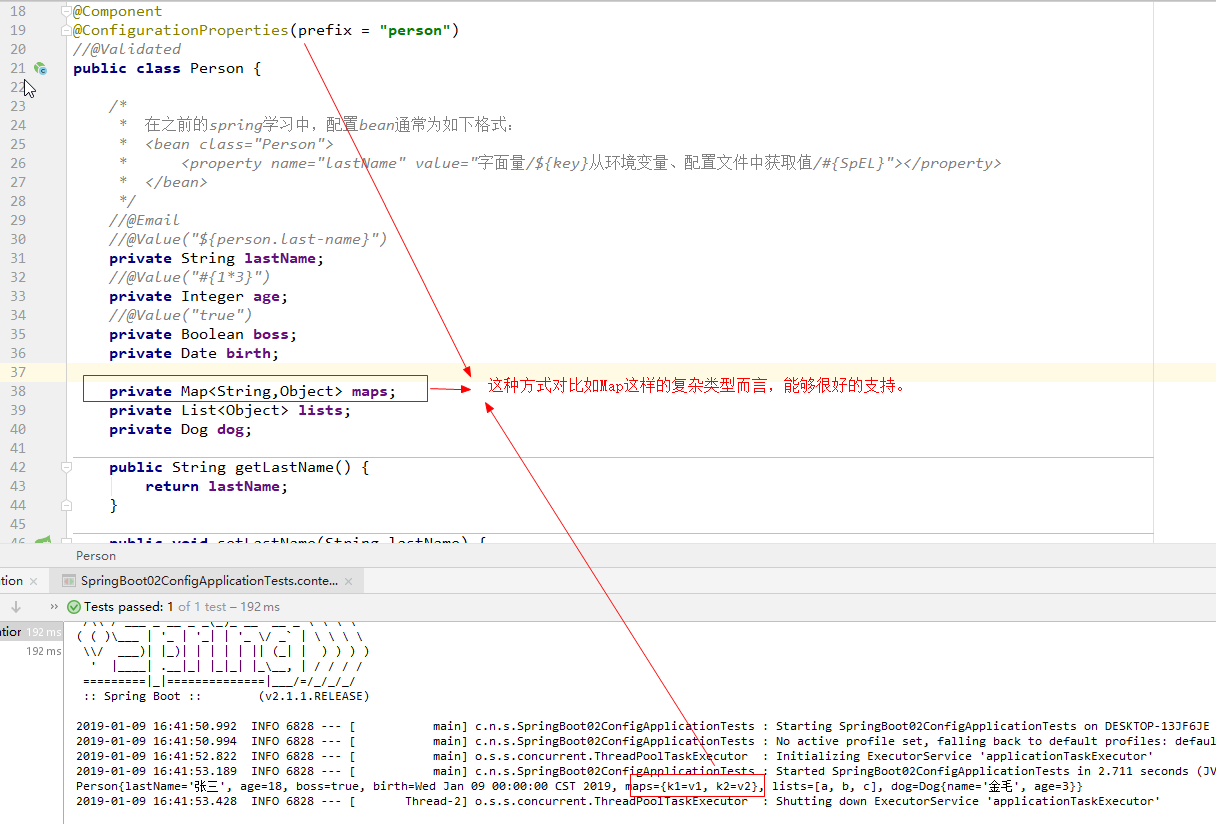 18 @Component
19 @ConfigurationProperties(prefix = "person")
20 //@Validated
21 public class Person {
22
23 /*
24 * 在之前的spring学习中，配置bean通常为如下格式：
25 * <bean class="Person">
26 * <property name="lastName" value="字面量/${key}从环境变量、配置文件中获取值/#{SpEL}"></property>
27 * </bean>
28 */
29 //@Email
30 //@Value("${person.last-name}")
31 private String lastName;
32 //@Value("#{1*3}")
33 private Integer age;
34 //@Value("true")
35 private Boolean boss;
36 private Date birth;
37
38 private Map<String,Object> maps; 这种方式对比如Map这样的复杂类型而言，能够很好的支持。
39 private List<Object> lists;
40 private Dog dog;
41
42 public String getLastName() {
43 return lastName;
44 }
45
46 public void setLastName(String lastName) {
Person
tion × SpringBoot02ConfigApplicationTests.conte... ×
» Tests passed: 1 of 1 test – 192 ms
ation 192 ms
192 ms
:: Spring Boot :: (v2.1.1.RELEASE)
2019-01-09 16:41:50.992 INFO 6828 --- [ main] c.n.s.SpringBoot02ConfigApplicationTests : Starting SpringBoot02ConfigApplicationTests on DESKTOP-13JF6JE
2019-01-09 16:41:50.994 INFO 6828 --- [ main] c.n.s.SpringBoot02ConfigApplicationTests : No active profile set, falling back to default profiles: defaul
2019-01-09 16:41:52.822 INFO 6828 --- [ main] o.s.s.concurrent.ThreadPoolTaskExecutor : Initializing ExecutorService 'applicationTaskExecutor'
2019-01-09 16:41:53.189 INFO 6828 --- [ main] c.n.s.SpringBoot02ConfigApplicationTests : Started SpringBoot02ConfigApplicationTests in 2.711 seconds (JV
Person{lastName='张三', age=18, boss=true, birth=Wed Jan 09 00:00:00 CST 2019, maps={k1=v1, k2=v2}, lists=[a, b, c], dog=Dog{name='金毛', age=3}}
2019-01-09 16:41:53.428 INFO 6828 --- [ Thread-2] o.s.s.concurrent.ThreadPoolTaskExecutor : Shutting down ExecutorService 'applicationTaskExecutor'